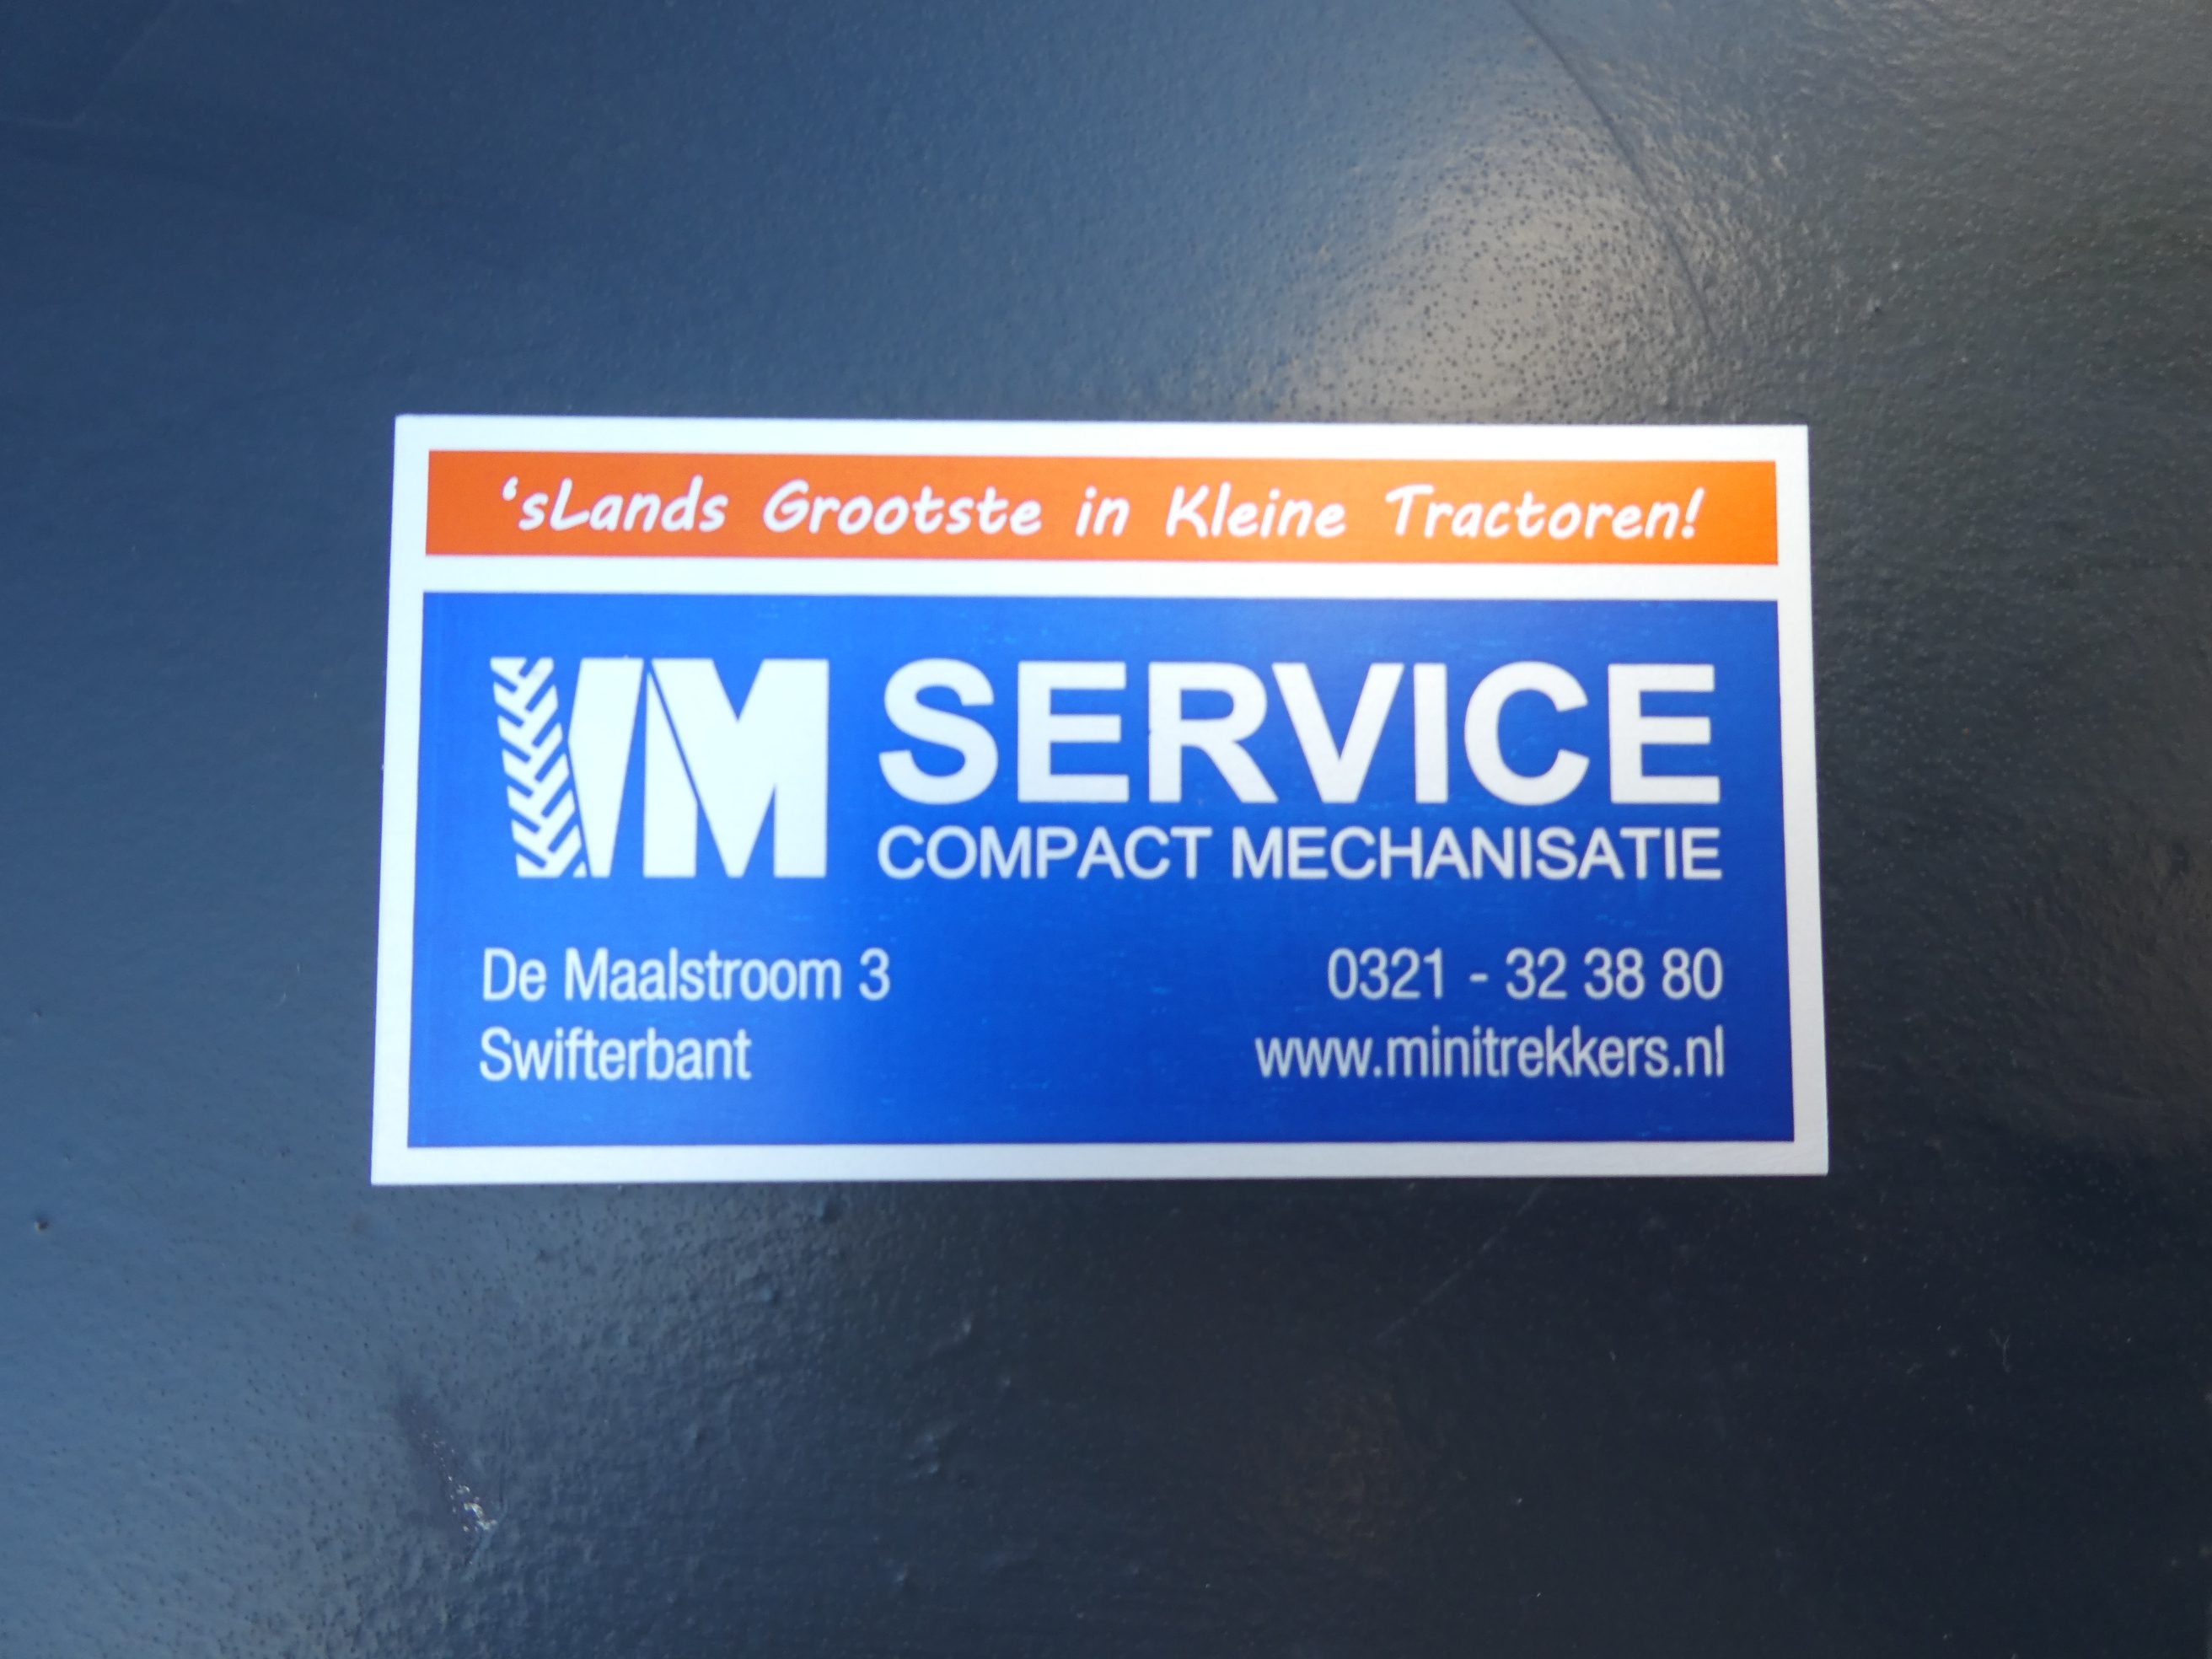 ‘sLands Grootste in Kleine Tractoren!
VM SERVICE
COMPACT MECHANISATIE
De Maalstroom 3
0321 - 32 38 80
Swifterbant
www.minitrekkers.nl